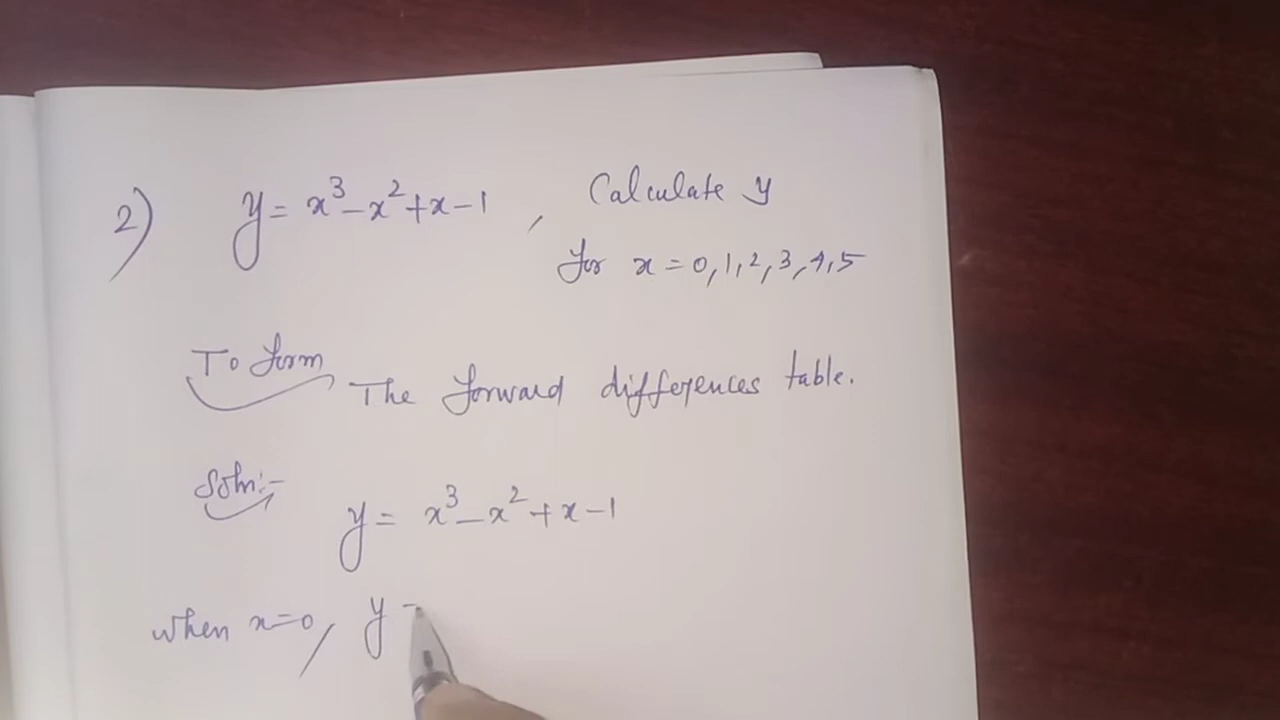 2) y = x³-x²+x-1, Calculate y
for x = 0,1,2,3,4,5
To form The forward differences table.
Soln:-
y = x³-x²+x-1
when x=0, y =